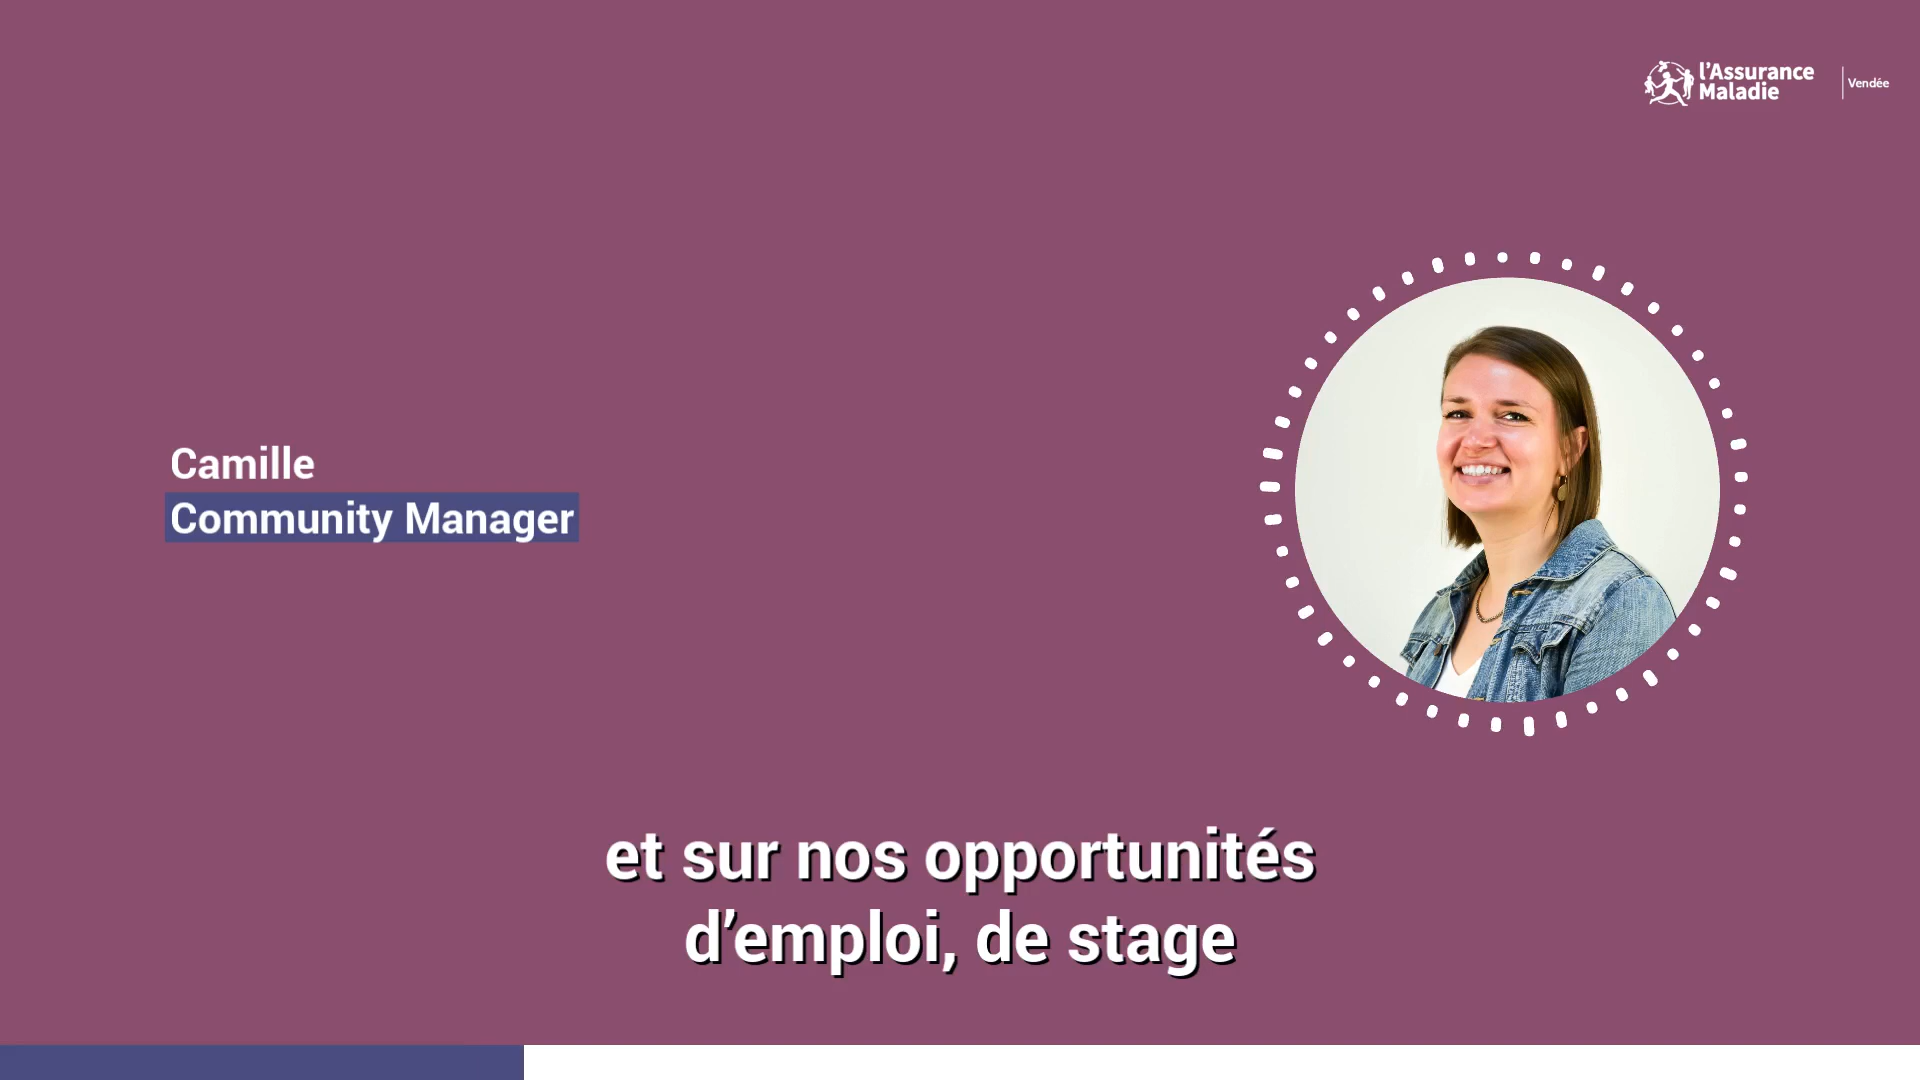 l'Assurance
Maladie
Vendée
Camille
Community Manager
et sur nos opportunités
d'emploi, de stage